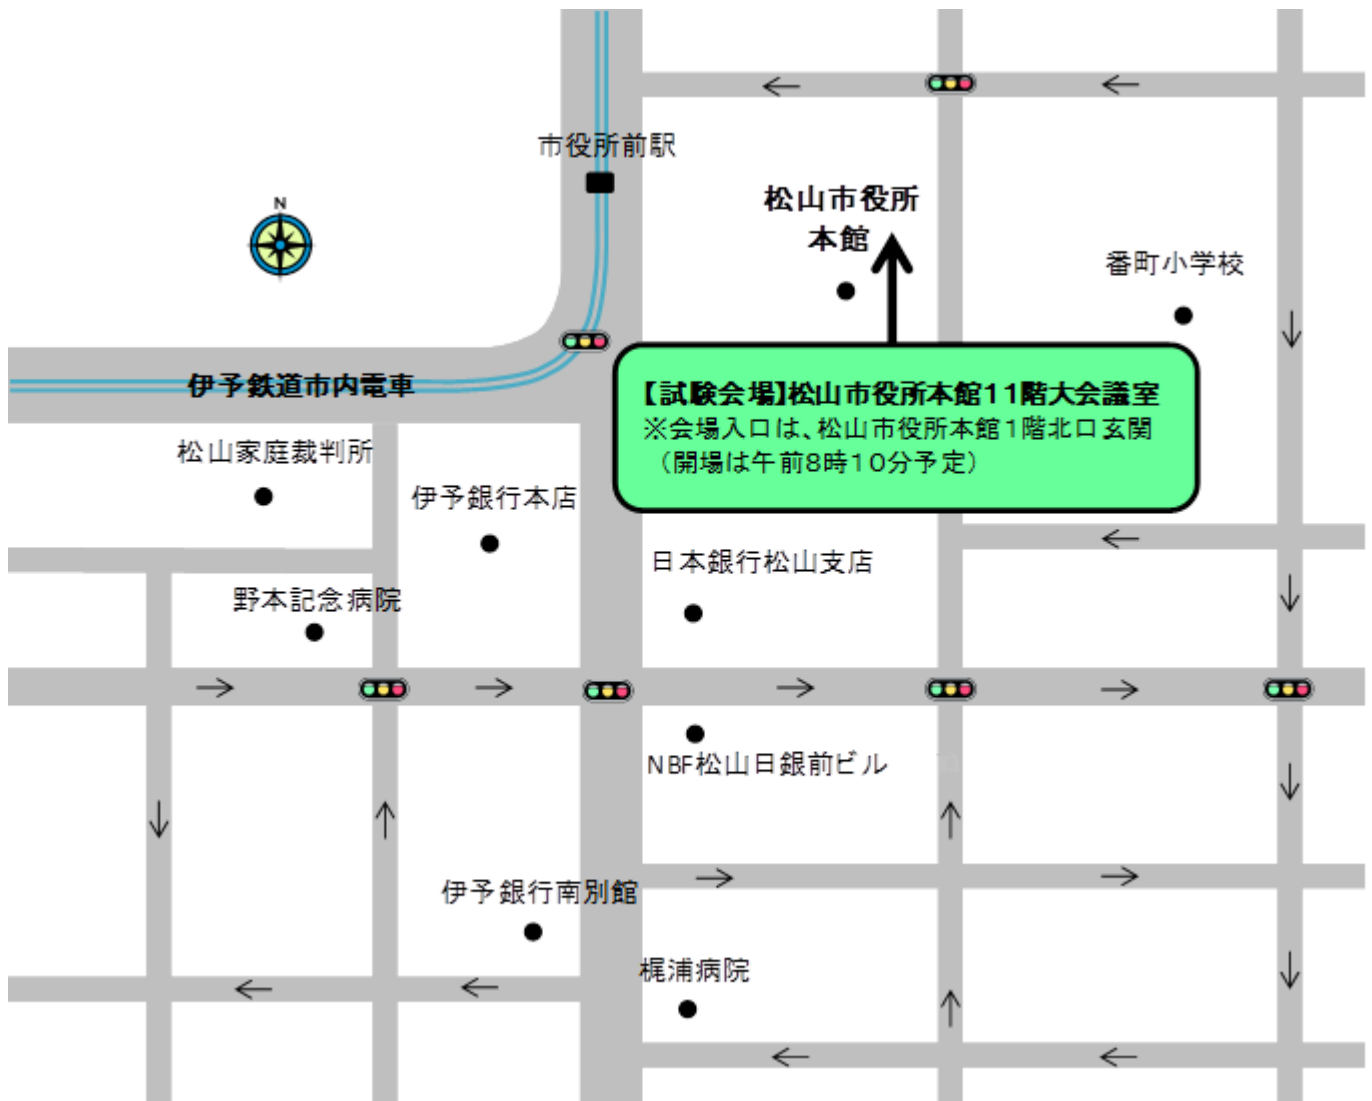 市役所前駅
N
松山市役所
本館
番町小学校
伊予鉄道市内電車
【試験会場】松山市役所本館11階大会議室
※会場入口は、松山市役所本館1階北口玄関
（開場は午前8時10分予定）
松山家庭裁判所
伊予銀行本店
日本銀行松山支店
野本記念病院
NBF松山日銀前ビル
伊予銀行南別館
梶浦病院